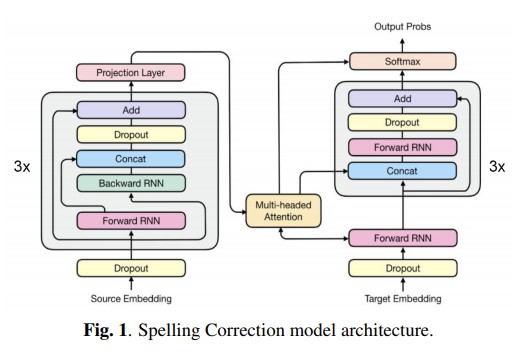 Output Probs
Softmax
Projection Layer
Add
Dropout
Concat
Backward RNN
Forward RNN
3x
Dropout
Source Embedding
Multi-headed
Attention
Add
Dropout
Forward RNN
Concat
3x
Forward RNN
Dropout
Target Embedding
Fig. 1. Spelling Correction model architecture.